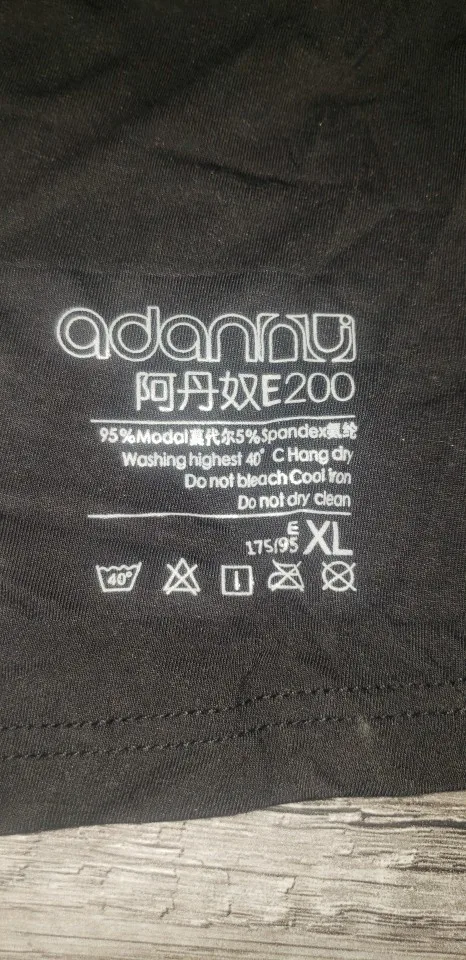 adannu
阿丹奴E200
95%Modal莫代尔5%Spandex氨纶
Washing highest 40° C Hang dry
Do not bleach Cool iron
Do not dry clean
E
175/95 XL
40°